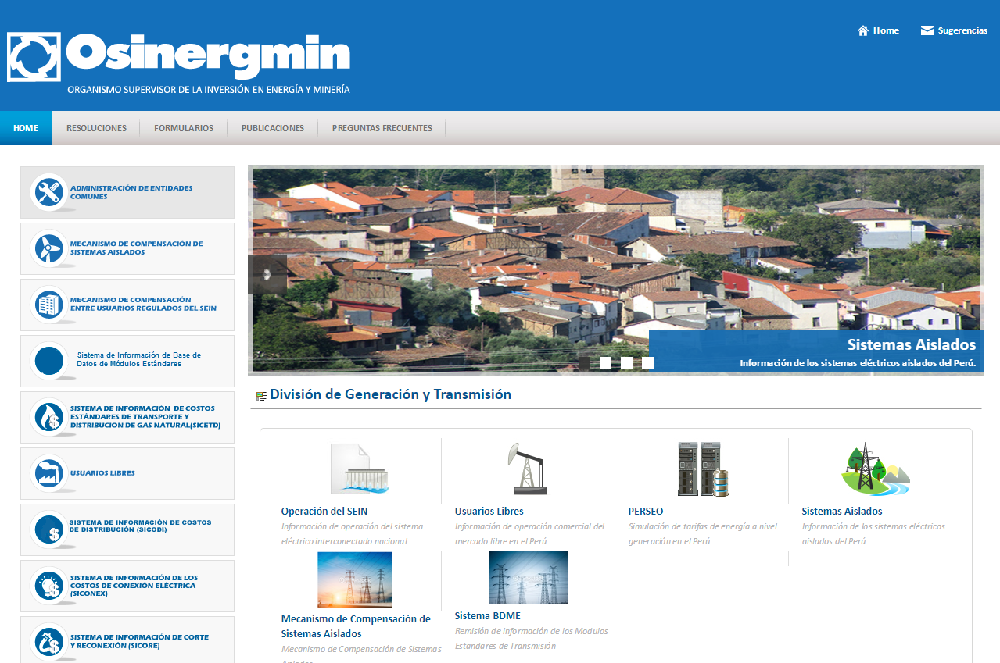 Osinergmin
ORGANISMO SUPERVISOR DE LA INVERSIÓN EN ENERGÍA Y MINERÍA
Home
Sugerencias
HOME
RESOLUCIONES
FORMULARIOS
PUBLICACIONES
PREGUNTAS FRECUENTES
ADMINISTRACIÓN DE ENTIDADES
COMUNES
MECANISMO DE COMPENSACIÓN DE
SISTEMAS AISLADOS
MECANISMO DE COMPENSACIÓN
ENTRE USUARIOS REGULADOS DEL SEIN
Sistema de Información de Base de
Datos de Módulos Estándares
SISTEMA DE INFORMACIÓN DE COSTOS
ESTÁNDARES DE TRANSPORTE Y
DISTRIBUCIÓN DE GAS NATURAL(SICETD)
USUARIOS LIBRES
SISTEMA DE INFORMACIÓN DE COSTOS
DE DISTRIBUCIÓN (SICODI)
SISTEMA DE INFORMACIÓN DE LOS
COSTOS DE CONEXIÓN ELÉCTRICA
(SICONEX)
SISTEMA DE INFORMACIÓN DE CORTE
Y RECONEXIÓN (SICORE)
Sistemas Aislados
Información de los sistemas eléctricos aislados del Perú.
División de Generación y Transmisión
Operación del SEIN
Información de operación del sistema
eléctrico interconectado nacional.
Usuarios Libres
Información de operación comercial del
mercado libre en el Perú.
PERSEO
Simulación de tarifas de energía a nivel
generación en el Perú.
Sistemas Aislados
Información de los sistemas eléctricos
aislados del Perú.
Mecanismo de Compensación de
Sistemas Aislados
Mecanismo de Compensación de Sistemas
Aislados
Sistema BDME
Remisión de información de los Modulos
Estandares de Transmisión